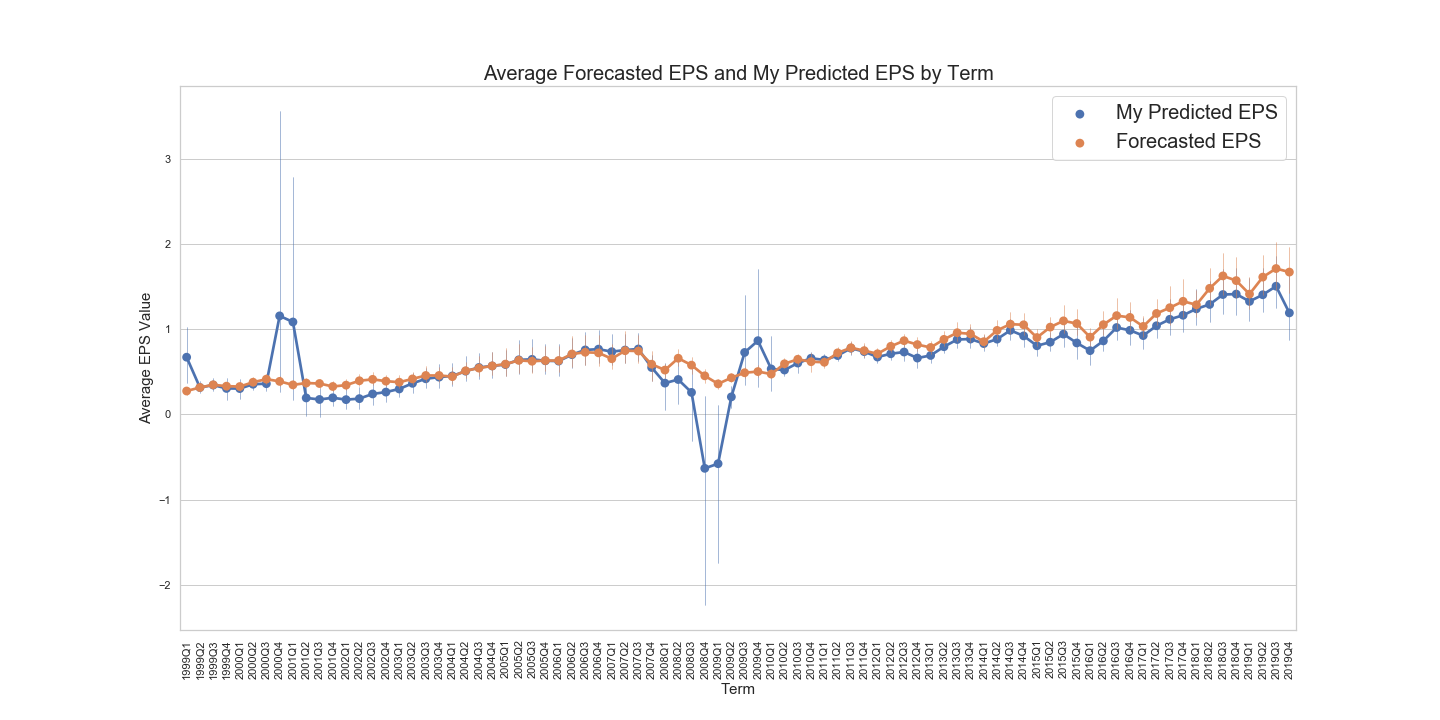 Average Forecasted EPS and My Predicted EPS by Term
My Predicted EPS
Forecasted EPS
Average EPS Value
3
2
1
0
−1
−2
1999Q1
1999Q2
1999Q3
1999Q4
2000Q1
2000Q2
2000Q3
2000Q4
2001Q1
2001Q2
2001Q3
2001Q4
2002Q1
2002Q2
2002Q3
2002Q4
2003Q1
2003Q2
2003Q3
2003Q4
2004Q1
2004Q2
2004Q3
2004Q4
2005Q1
2005Q2
2005Q3
2005Q4
2006Q1
2006Q2
2006Q3
2006Q4
2007Q1
2007Q2
2007Q3
2007Q4
2008Q1
2008Q2
2008Q3
2008Q4
2009Q1
2009Q2
2009Q3
2009Q4
2010Q1
2010Q2
2010Q3
2010Q4
2011Q1
2011Q2
2011Q3
2011Q4
2012Q1
2012Q2
2012Q3
2012Q4
2013Q1
2013Q2
2013Q3
2013Q4
2014Q1
2014Q2
2014Q3
2014Q4
2015Q1
2015Q2
2015Q3
2015Q4
2016Q1
2016Q2
2016Q3
2016Q4
2017Q1
2017Q2
2017Q3
2017Q4
2018Q1
2018Q2
2018Q3
2018Q4
2019Q1
2019Q2
2019Q3
2019Q4
Term